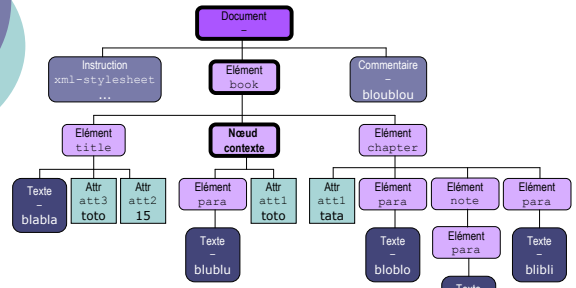 Document
–
Instruction
xml-stylesheet
...
Elément
book
Commentaire
–
bloublou
Elément
title
Nœud
contexte
Elément
chapter
Texte
–
blabla
Attr
att3
toto
Attr
att2
15
Elément
para
Attr
att1
toto
Attr
att1
tata
Elément
para
Elément
note
Elément
para
Texte
–
blublu
Texte
–
bloblo
Elément
para
Texte
–
blibli
Texte